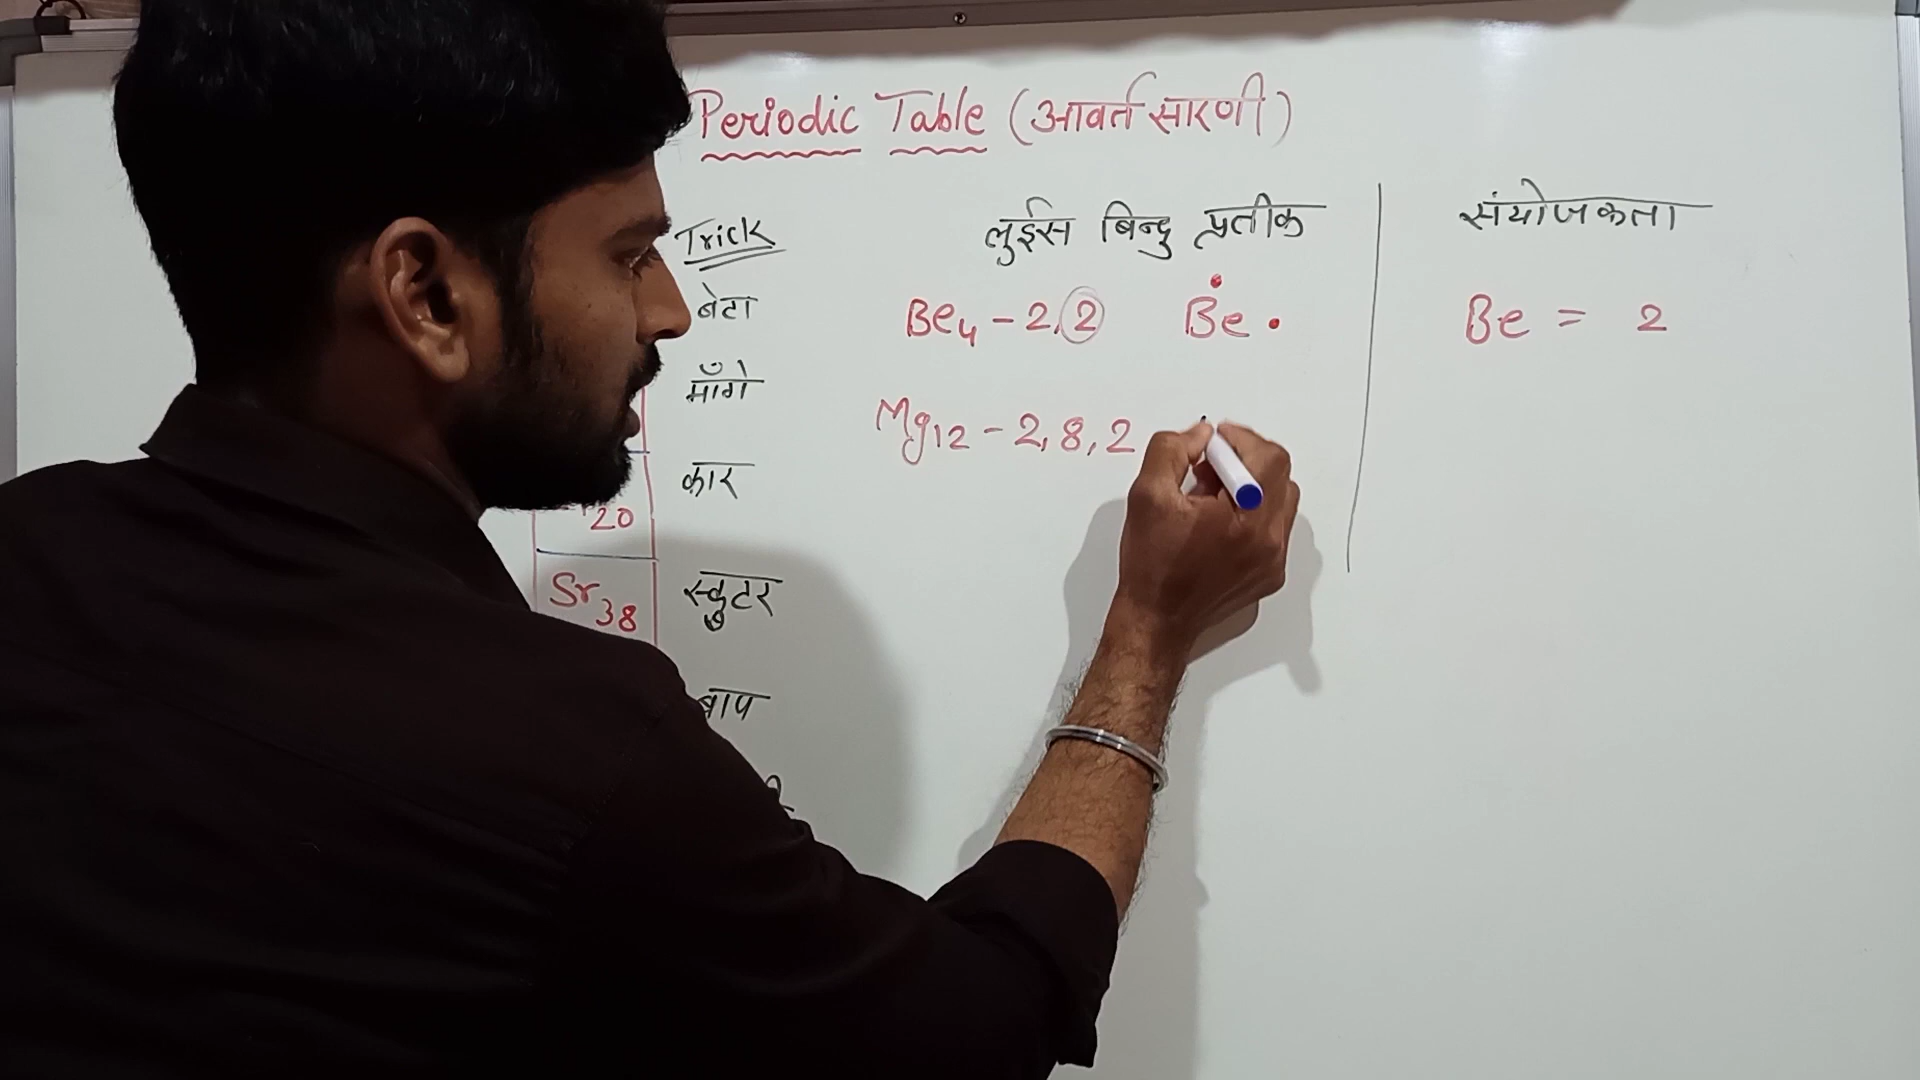 Periodic Table (आवर्त सारणी)
Trick
लुईस बिन्दु प्रतीक
संयोजकता
बेटा
Be4 - 2,2
Be
Be = 2
माँगे
Mg12 - 2,8,2
कार
20
Sr38
स्कुटर
बाप